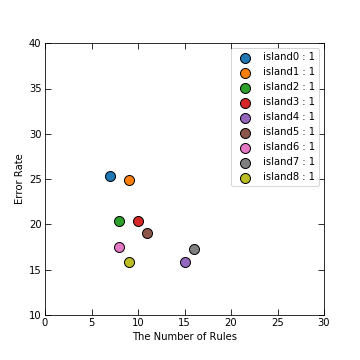 40
35
30
25
20
15
10
Error Rate
island0 : 1
island1 : 1
island2 : 1
island3 : 1
island4 : 1
island5 : 1
island6 : 1
island7 : 1
island8 : 1
0 5 10 15 20 25 30
The Number of Rules